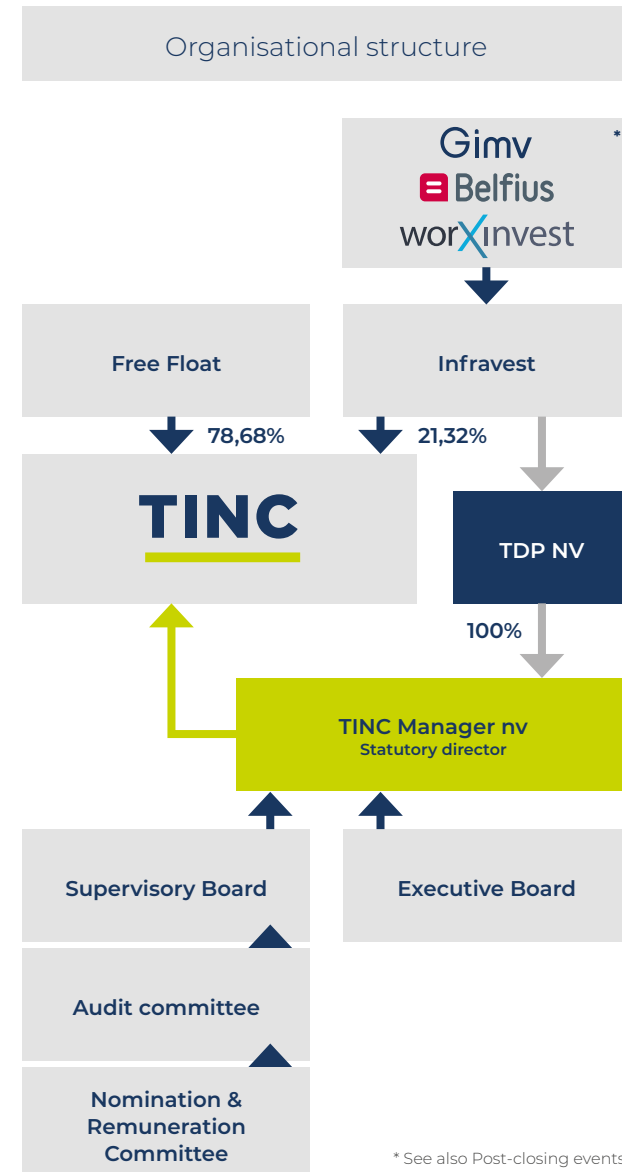 Organisational structure
Gimv *
Belfius
worXinvest
Free Float
Infravest
78,68%
21,32%
TINC
TDP NV
100%
TINC Manager nv
Statutory director
Supervisory Board
Executive Board
Audit committee
Nomination &
Remuneration
Committee
* See also Post-closing events